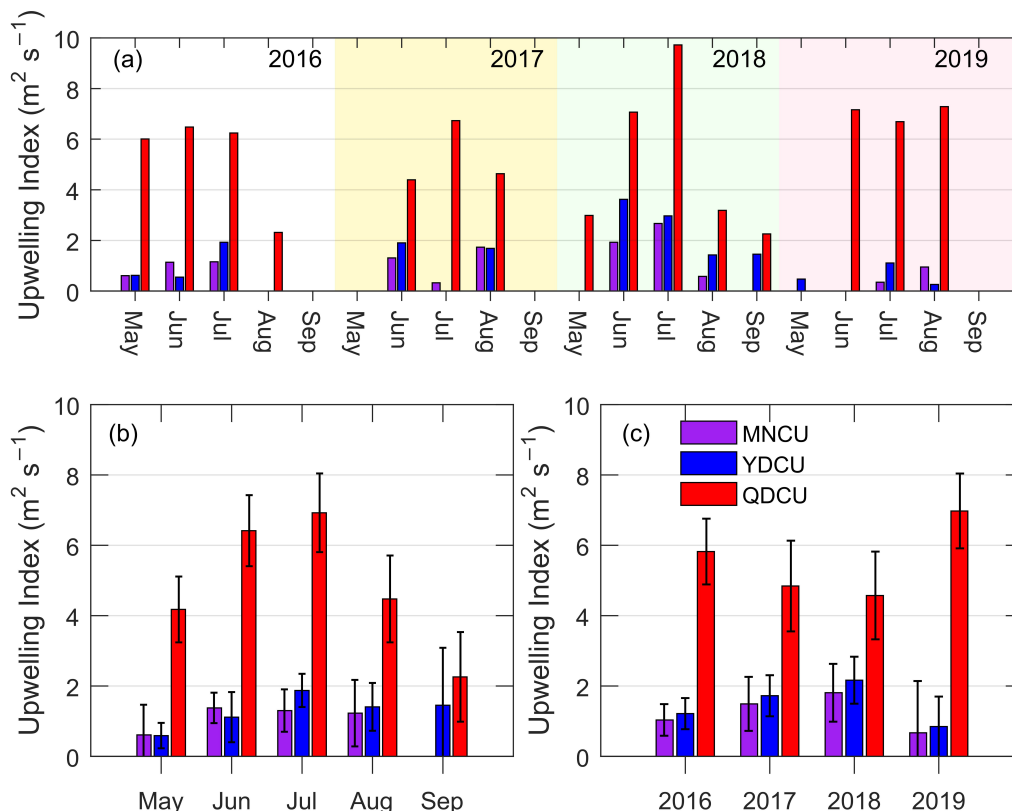 (a) 2016 2017 2018 2019
Upwelling Index (m² s⁻¹)
10
8
6
4
2
0
May Jun Jul Aug Sep May Jun Jul Aug Sep May Jun Jul Aug Sep May Jun Jul Aug Sep
(b)
Upwelling Index (m² s⁻¹)
10
8
6
4
2
0
May Jun Jul Aug Sep
(c)
Upwelling Index (m² s⁻¹)
10
8
6
4
2
0
MNCU
YDCU
QDCU
2016 2017 2018 2019